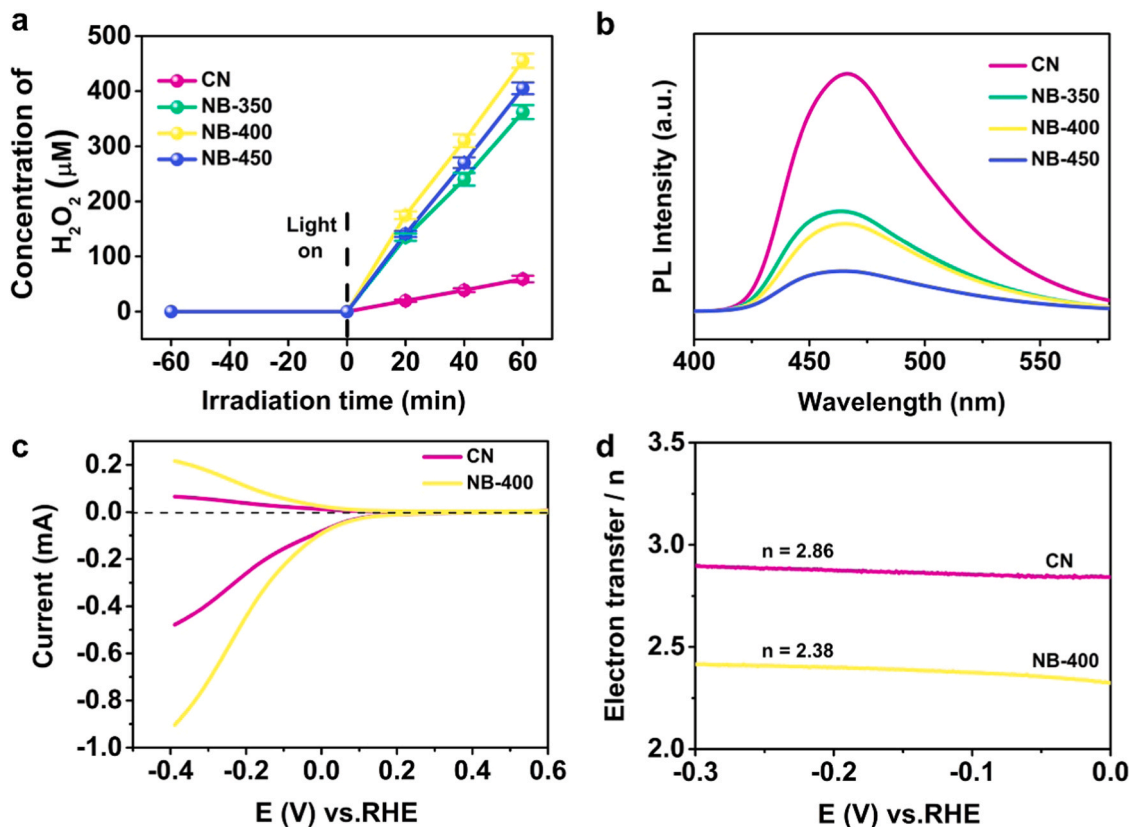 a
Concentration of
H₂O₂ (μM)
500
400
300
200
100
0
CN
NB-350
NB-400
NB-450
Light
on
-60 -40 -20 0 20 40 60
Irradiation time (min)
b
PL Intensity (a.u.)
CN
NB-350
NB-400
NB-450
400 450 500 550
Wavelength (nm)
c
Current (mA)
0.2
0.0
-0.2
-0.4
-0.6
-0.8
-1.0
CN
NB-400
-0.4 -0.2 0.0 0.2 0.4 0.6
E (V) vs.RHE
d
Electron transfer / n
3.5
3.0
2.5
2.0
n = 2.86
CN
n = 2.38
NB-400
-0.3 -0.2 -0.1 0.0
E (V) vs.RHE